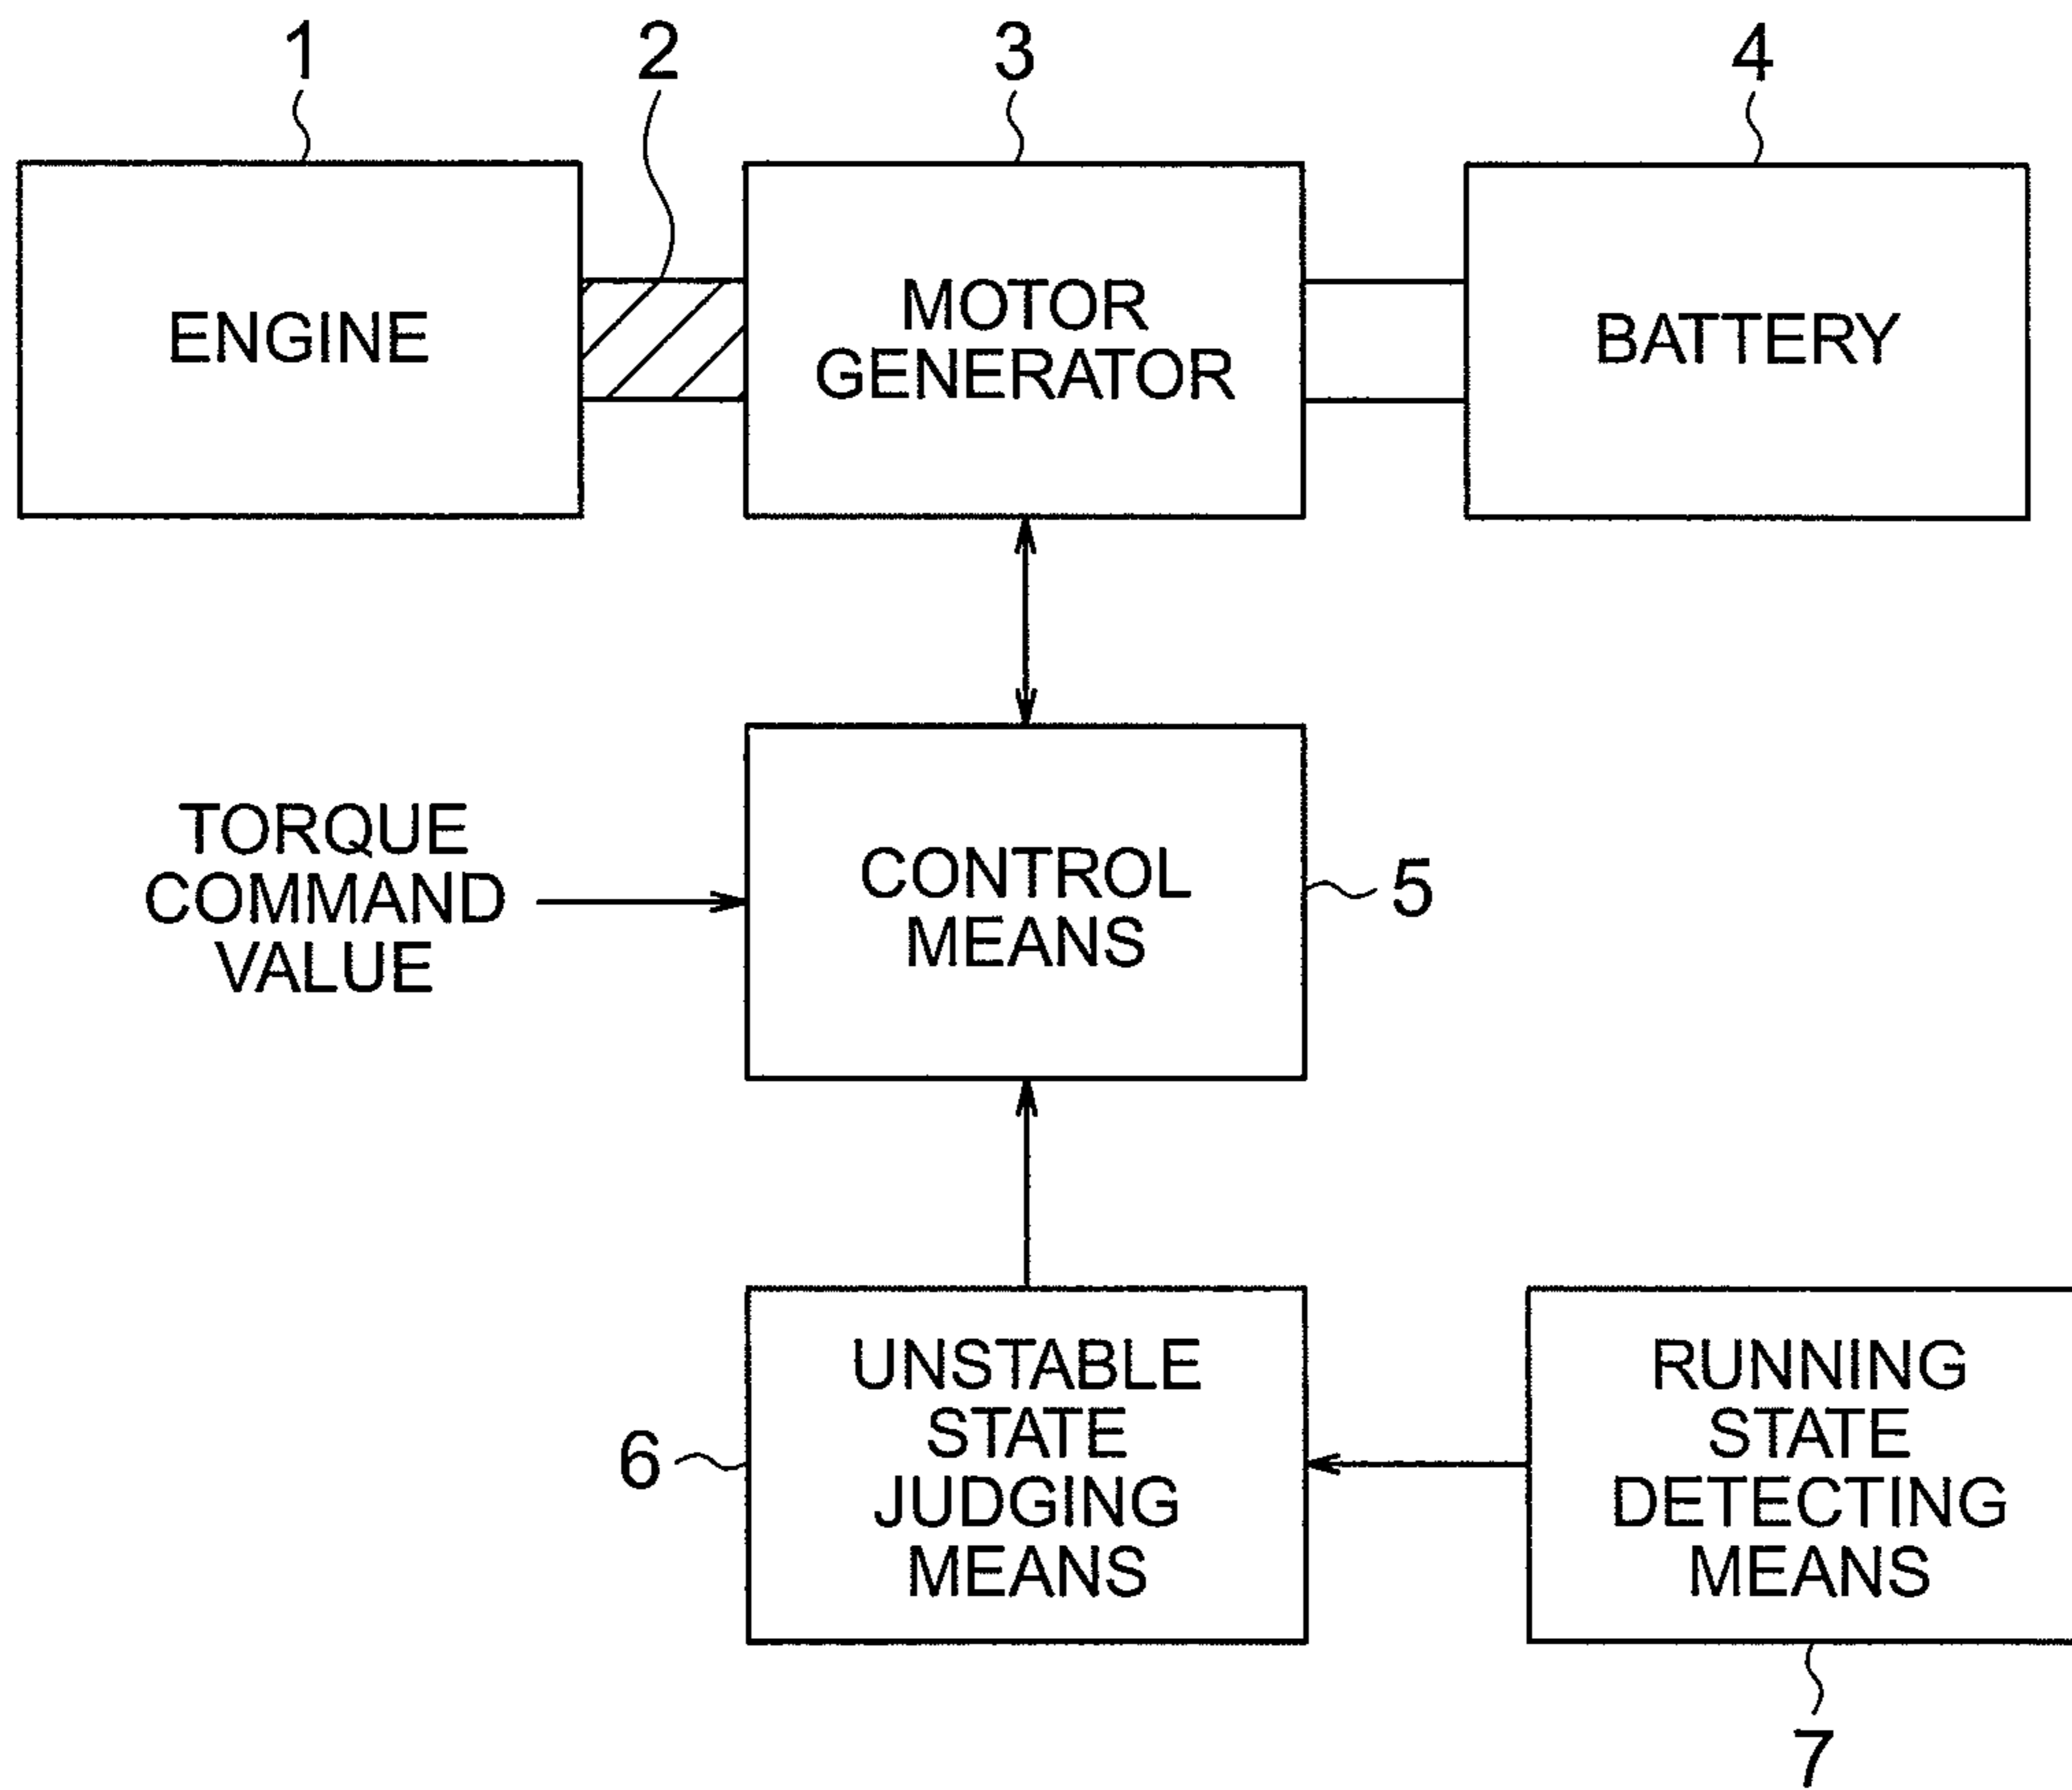 1
2
3
4
ENGINE
MOTOR
GENERATOR
BATTERY
TORQUE
COMMAND
VALUE
CONTROL
MEANS
5
UNSTABLE
STATE
JUDGING
MEANS
6
RUNNING
STATE
DETECTING
MEANS
7